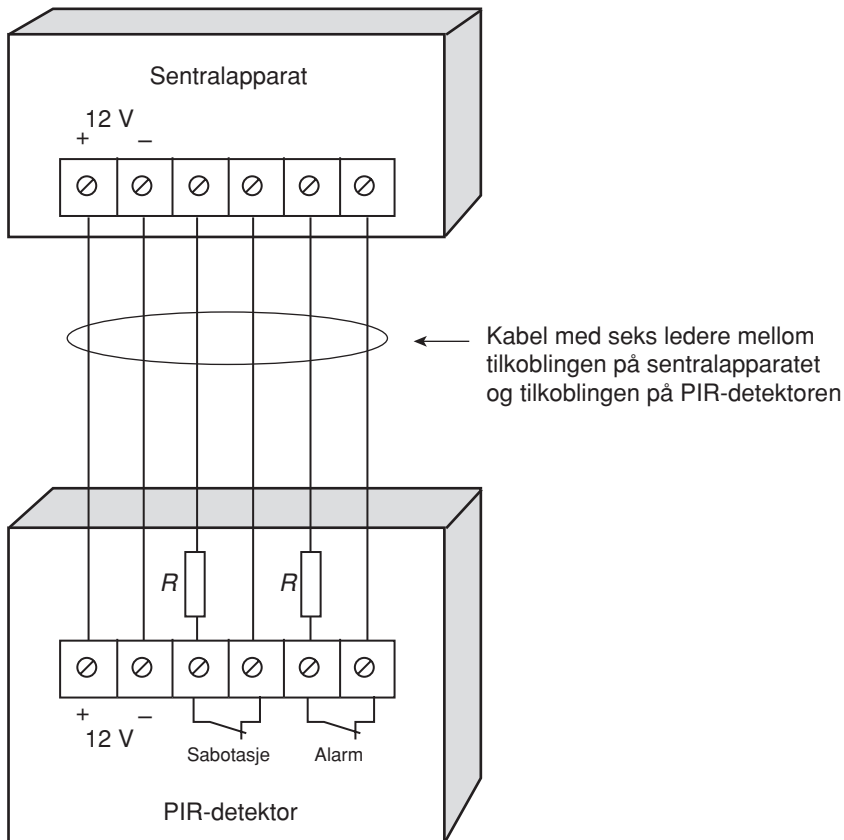 Sentralapparat
12 V
+ –
Kabel med seks ledere mellom
tilkoblingen på sentralapparatet
og tilkoblingen på PIR-detektoren
R R
+ –
12 V
Sabotasje Alarm
PIR-detektor